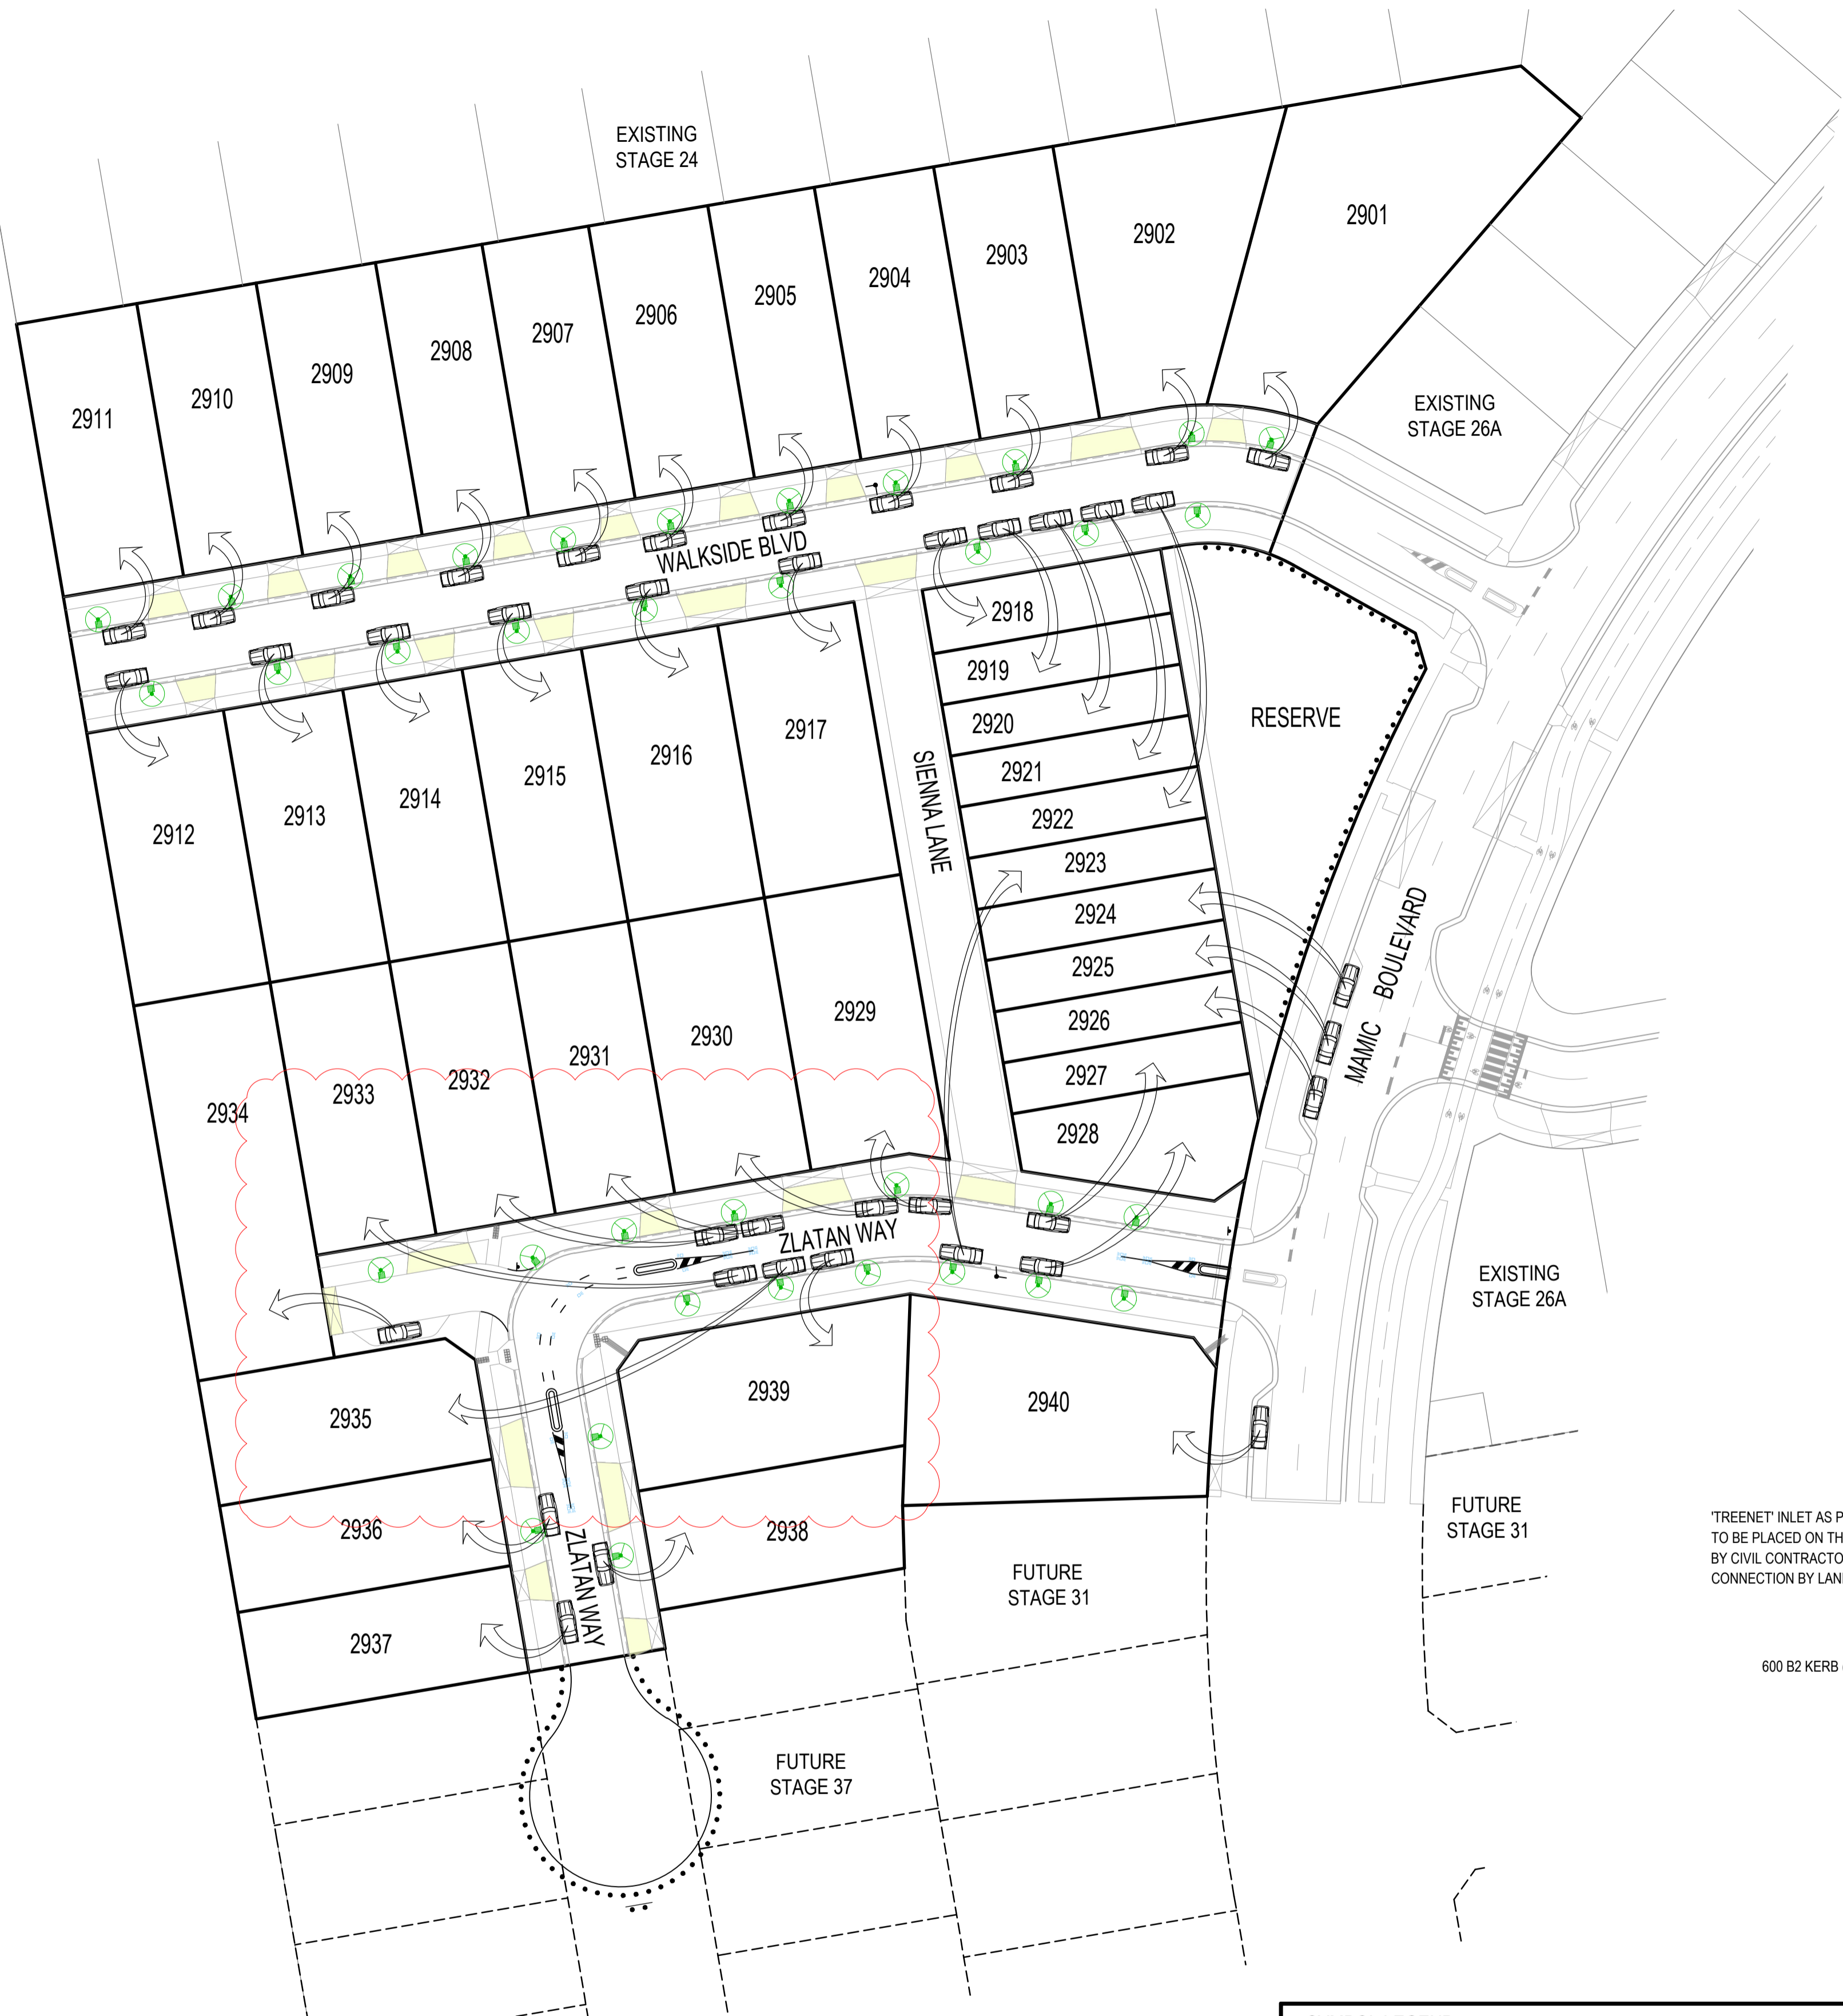 EXISTING
STAGE 24
2901
2902
2903
2904
2905
2906
2907
2908
2909
2910
2911
EXISTING
STAGE 26A
WALKSIDE BLVD
2918
2919
2920
2921
2922
2923
2924
2925
2926
2927
2928
RESERVE
SIENNA LANE
MAMIC BOULEVARD
2917
2916
2915
2914
2913
2912
2929
2930
2931
2932
2933
2934
ZLATAN WAY
EXISTING
STAGE 26A
2935
2939
2940
2936
2938
ZLATAN WAY
2937
FUTURE
STAGE 31
FUTURE
STAGE 31
'TREENET' INLET AS P
TO BE PLACED ON TH
BY CIVIL CONTRACTO
CONNECTION BY LAN
600 B2 KERB
FUTURE
STAGE 37